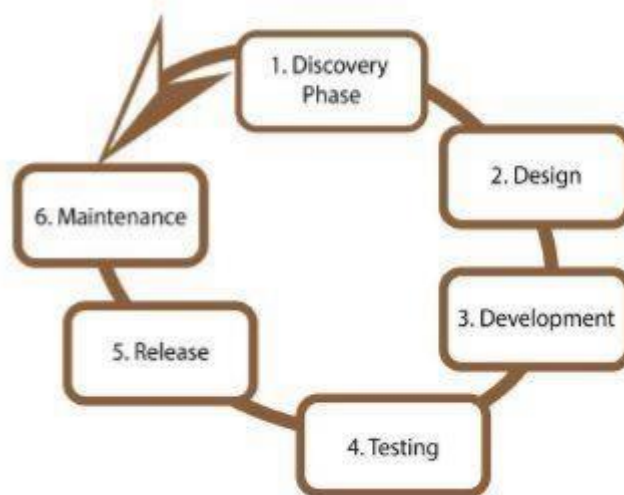 1. Discovery
Phase
2. Design
3. Development
4. Testing
5. Release
6. Maintenance